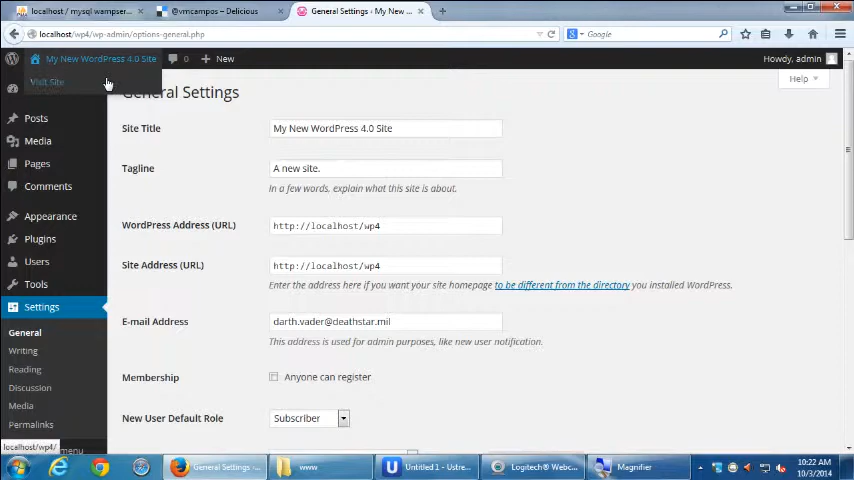 localhost / mysql wampser...
@vmcampos – Delicious
General Settings ‹ My New ...
localhost/wp4/wp-admin/options-general.php
Google
My New WordPress 4.0 Site
0
New
Howdy, admin
Visit Site
General Settings
Help
Posts
Media
Pages
Comments
Appearance
Plugins
Users
Tools
Settings
General
Writing
Reading
Discussion
Media
Permalinks
Site Title
My New WordPress 4.0 Site
Tagline
A new site.
In a few words, explain what this site is about.
WordPress Address (URL)
http://localhost/wp4
Site Address (URL)
http://localhost/wp4
Enter the address here if you want your site homepage to be different from the directory you installed WordPress.
E-mail Address
darth.vader@deathstar.mil
This address is used for admin purposes, like new user notification.
Membership
Anyone can register
New User Default Role
Subscriber
localhost/wp4/
menu
General Settings ...
www
Untitled 1 - Ustre...
Logitech® Webc...
Magnifier
10:22 AM
10/3/2014